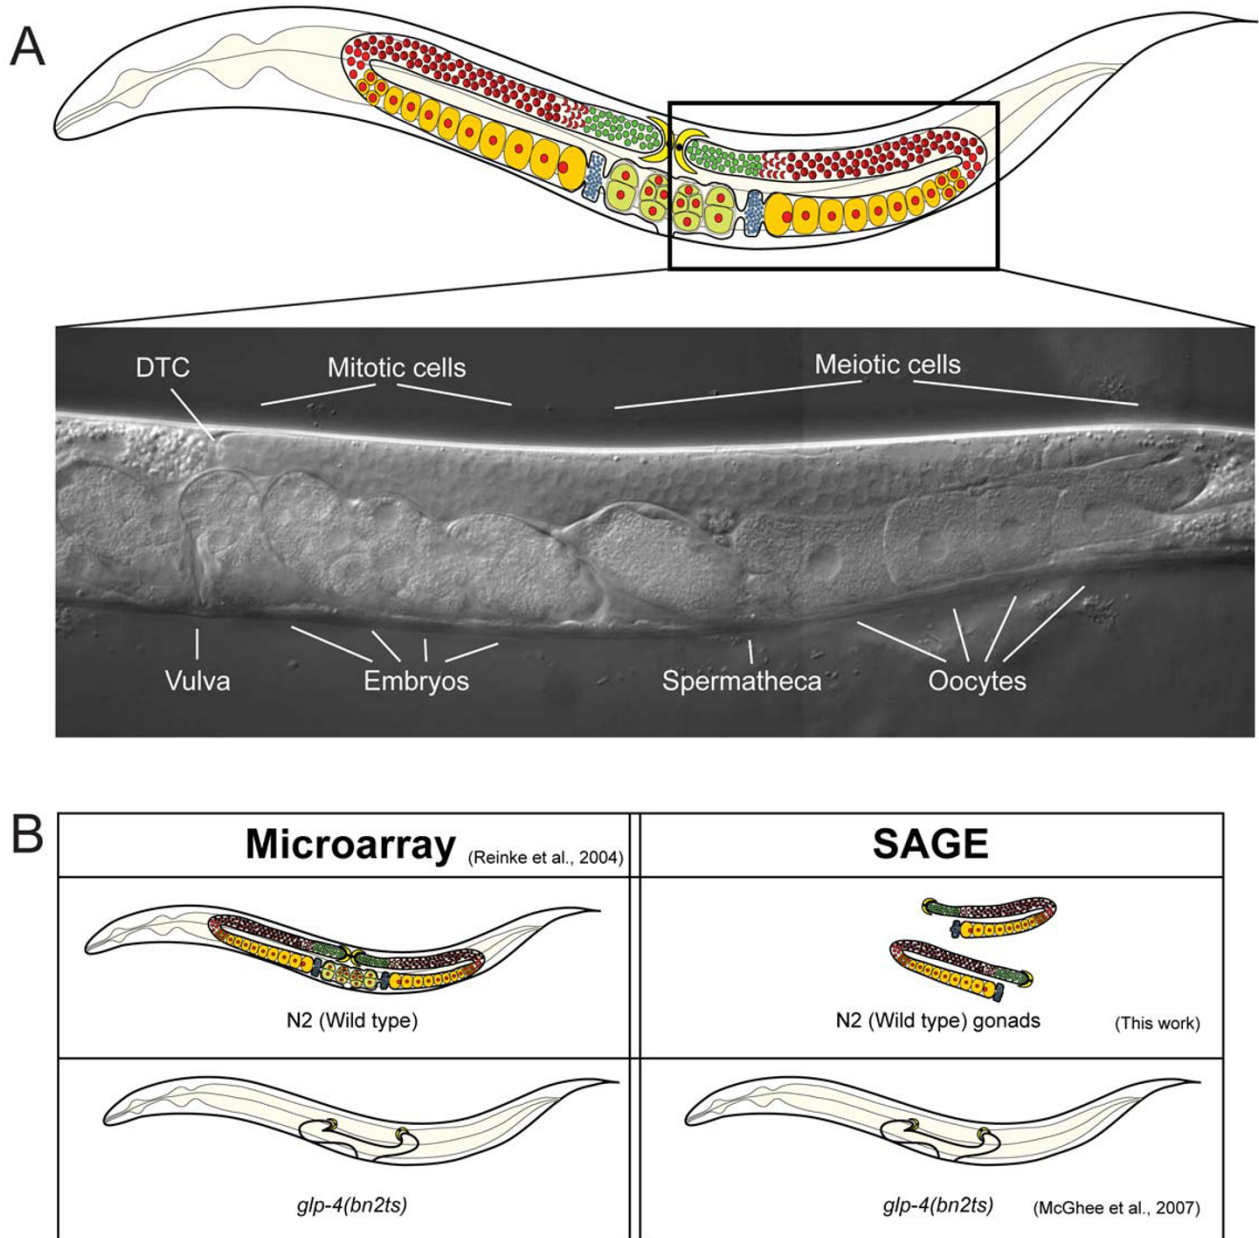 A
DTC
Mitotic cells
Meiotic cells
Vulva
Embryos
Spermatheca
Oocytes
B
Microarray (Reinke et al., 2004)
SAGE
N2 (Wild type)
N2 (Wild type) gonads (This work)
glp-4(bn2ts)
glp-4(bn2ts) (McGhee et al., 2007)